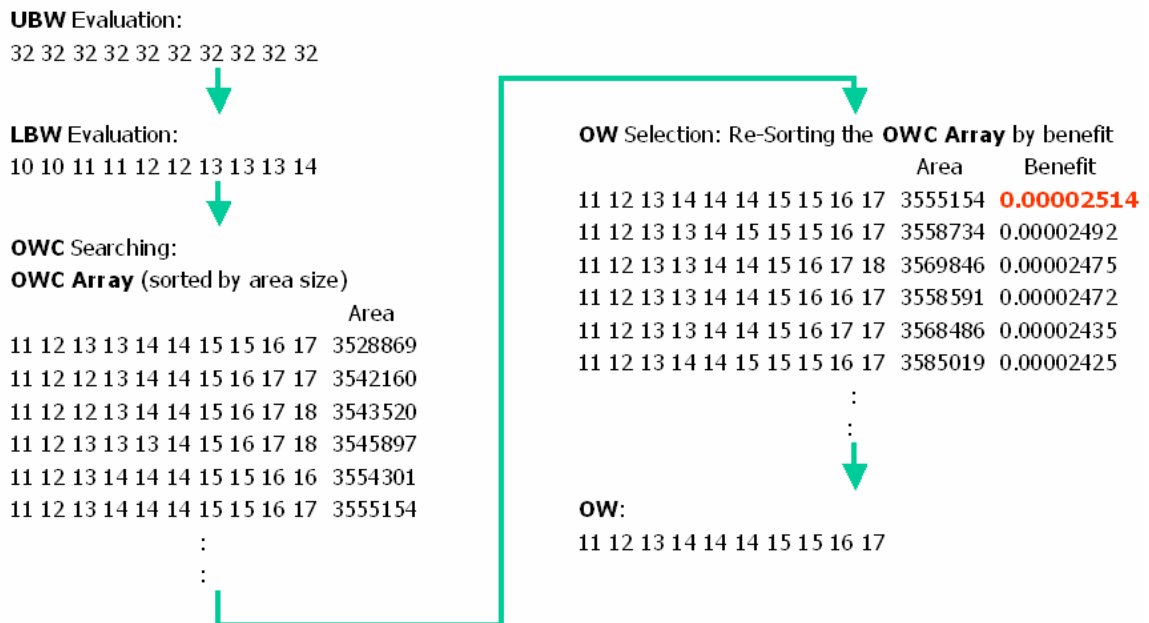 UBW Evaluation:
32 32 32 32 32 32 32 32 32 32
LBW Evaluation:
10 10 11 11 12 12 13 13 13 14
OWC Searching:
OWC Array (sorted by area size)
Area
11 12 13 13 14 14 15 15 16 17 3528869
11 12 12 13 14 14 15 16 17 17 3542160
11 12 12 13 14 14 15 16 17 18 3543520
11 12 13 13 13 14 15 16 17 18 3545897
11 12 13 14 14 14 15 15 16 16 3554301
11 12 13 14 14 14 15 15 16 17 3555154
:
:
OW Selection: Re-Sorting the OWC Array by benefit
Area Benefit
11 12 13 14 14 14 15 15 16 17 3555154 0.00002514
11 12 13 13 14 15 15 15 16 17 3558734 0.00002492
11 12 13 13 14 14 15 16 17 18 3569846 0.00002475
11 12 13 13 14 14 15 16 16 17 3558591 0.00002472
11 12 13 13 14 14 15 16 17 17 3568486 0.00002435
11 12 13 14 14 15 15 15 16 17 3585019 0.00002425
:
:
OW:
11 12 13 14 14 14 15 15 16 17